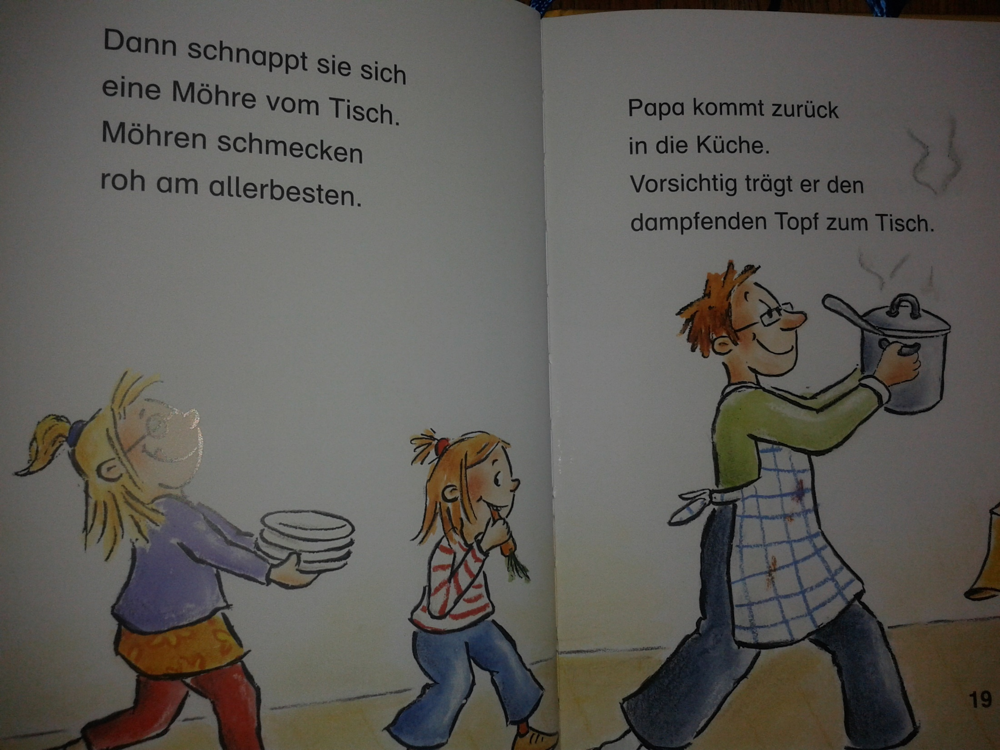 Dann schnappt sie sich
eine Möhre vom Tisch.
Möhren schmecken
roh am allerbesten.
Papa kommt zurück
in die Küche.
Vorsichtig trägt er den
dampfenden Topf zum Tisch.
19